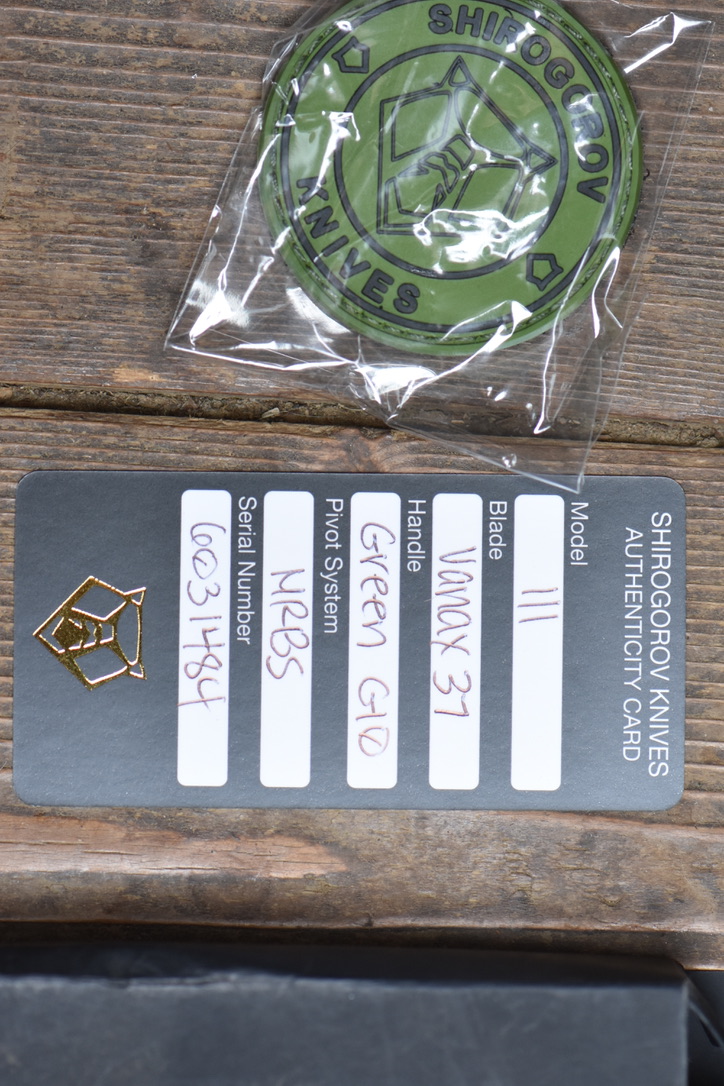 SHIROGOROV
KNIVES
SHIROGOROV KNIVES
AUTHENTICITY CARD
Model
111
Blade
Vanax 37
Handle
Green G10
Pivot System
MRBS
Serial Number
6031484